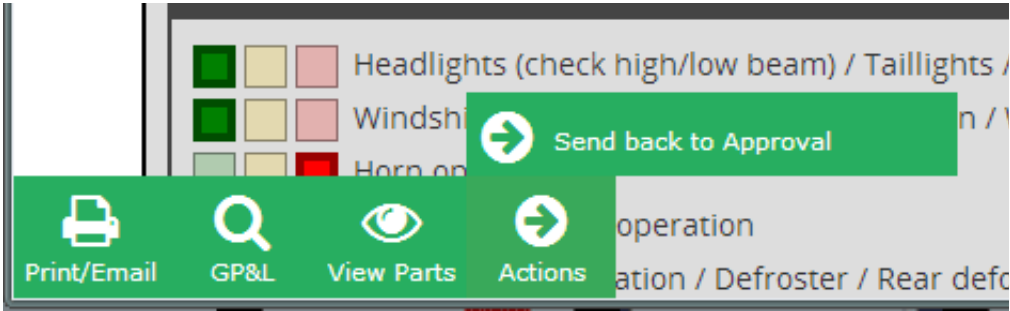 Headlights (check high/low beam) / Taillights /
Windshi
n /
Send back to Approval
Horn op
operation
ation / Defroster / Rear defo
Print/Email
GP&L
View Parts
Actions